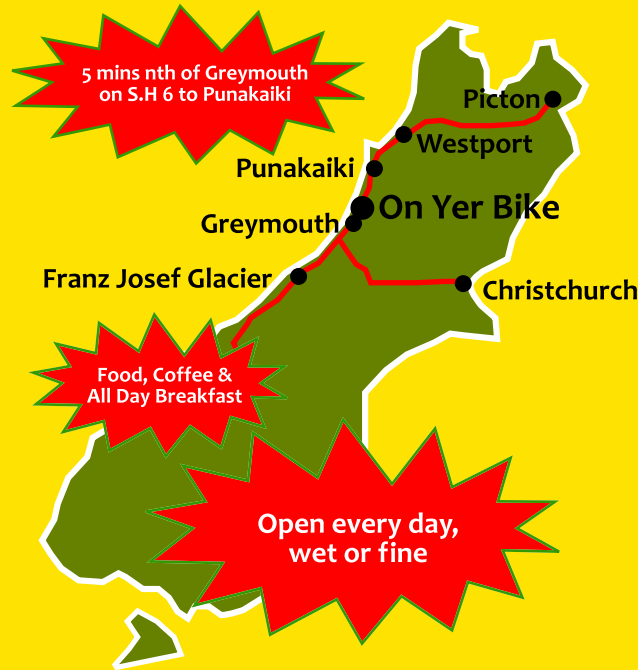 5 mins nth of Greymouth
on S.H 6 to Punakaiki
Picton
Westport
Punakaiki
On Yer Bike
Greymouth
Franz Josef Glacier
Christchurch
Food, Coffee &
All Day Breakfast
Open every day,
wet or fine